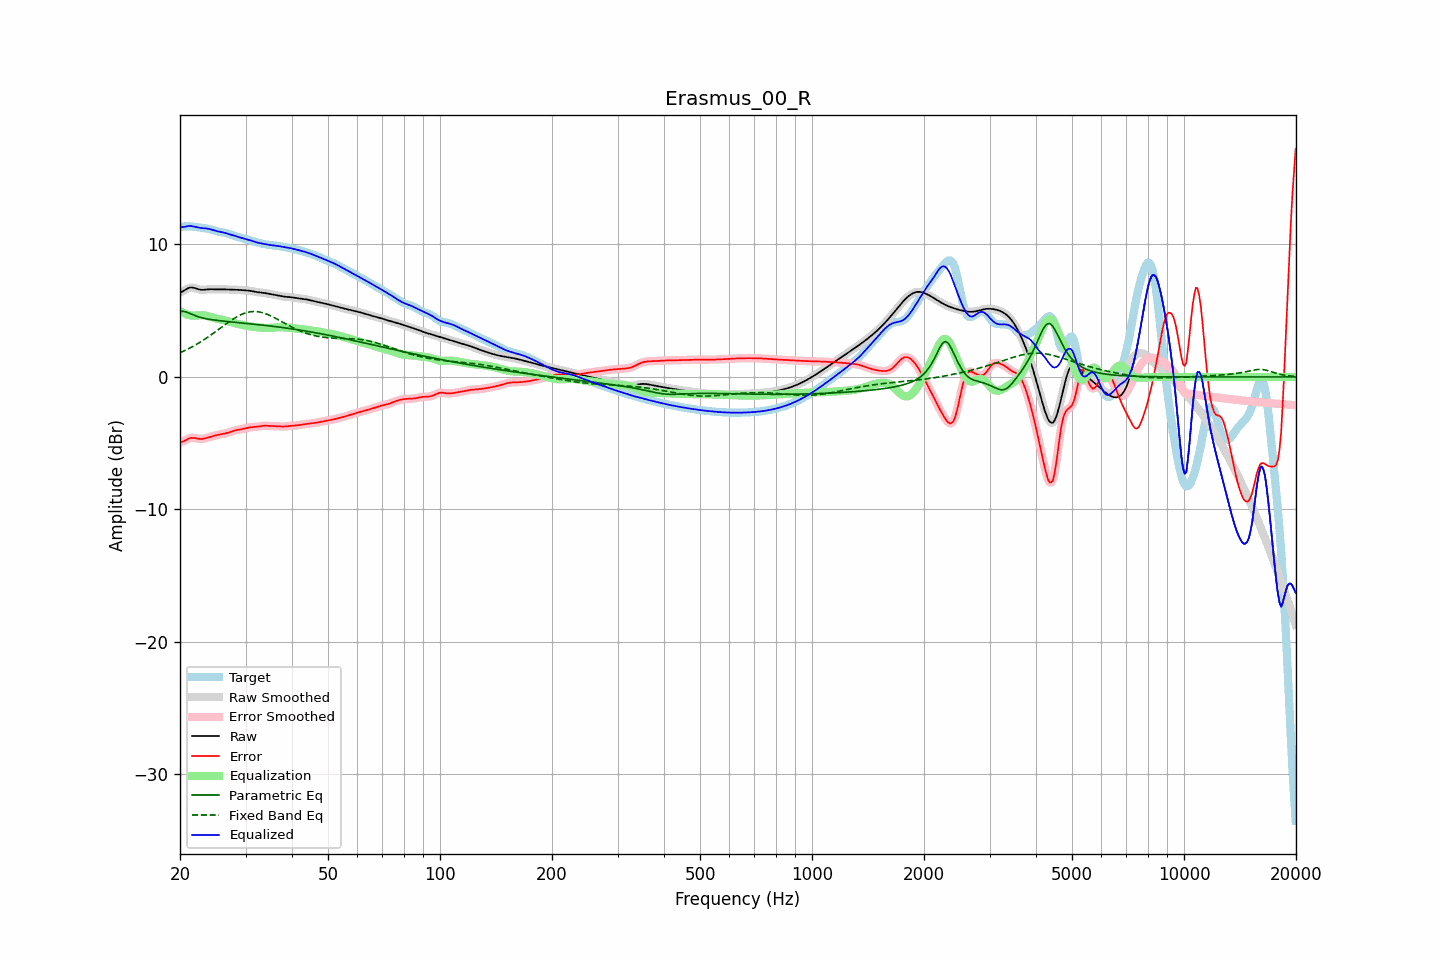 Erasmus_00_R
Amplitude (dBr)
10
0
−10
−20
−30
Target
Raw Smoothed
Error Smoothed
Raw
Error
Equalization
Parametric Eq
Fixed Band Eq
Equalized
20 50 100 200 500 1000 2000 5000 10000 20000
Frequency (Hz)